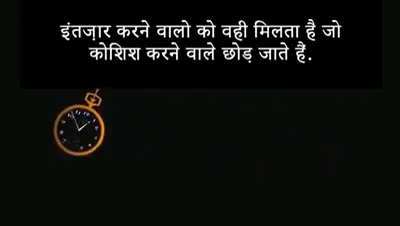 इंतज़ार करने वालो को वही मिलता है जो
कोशिश करने वाले छोड़ जाते हैं.